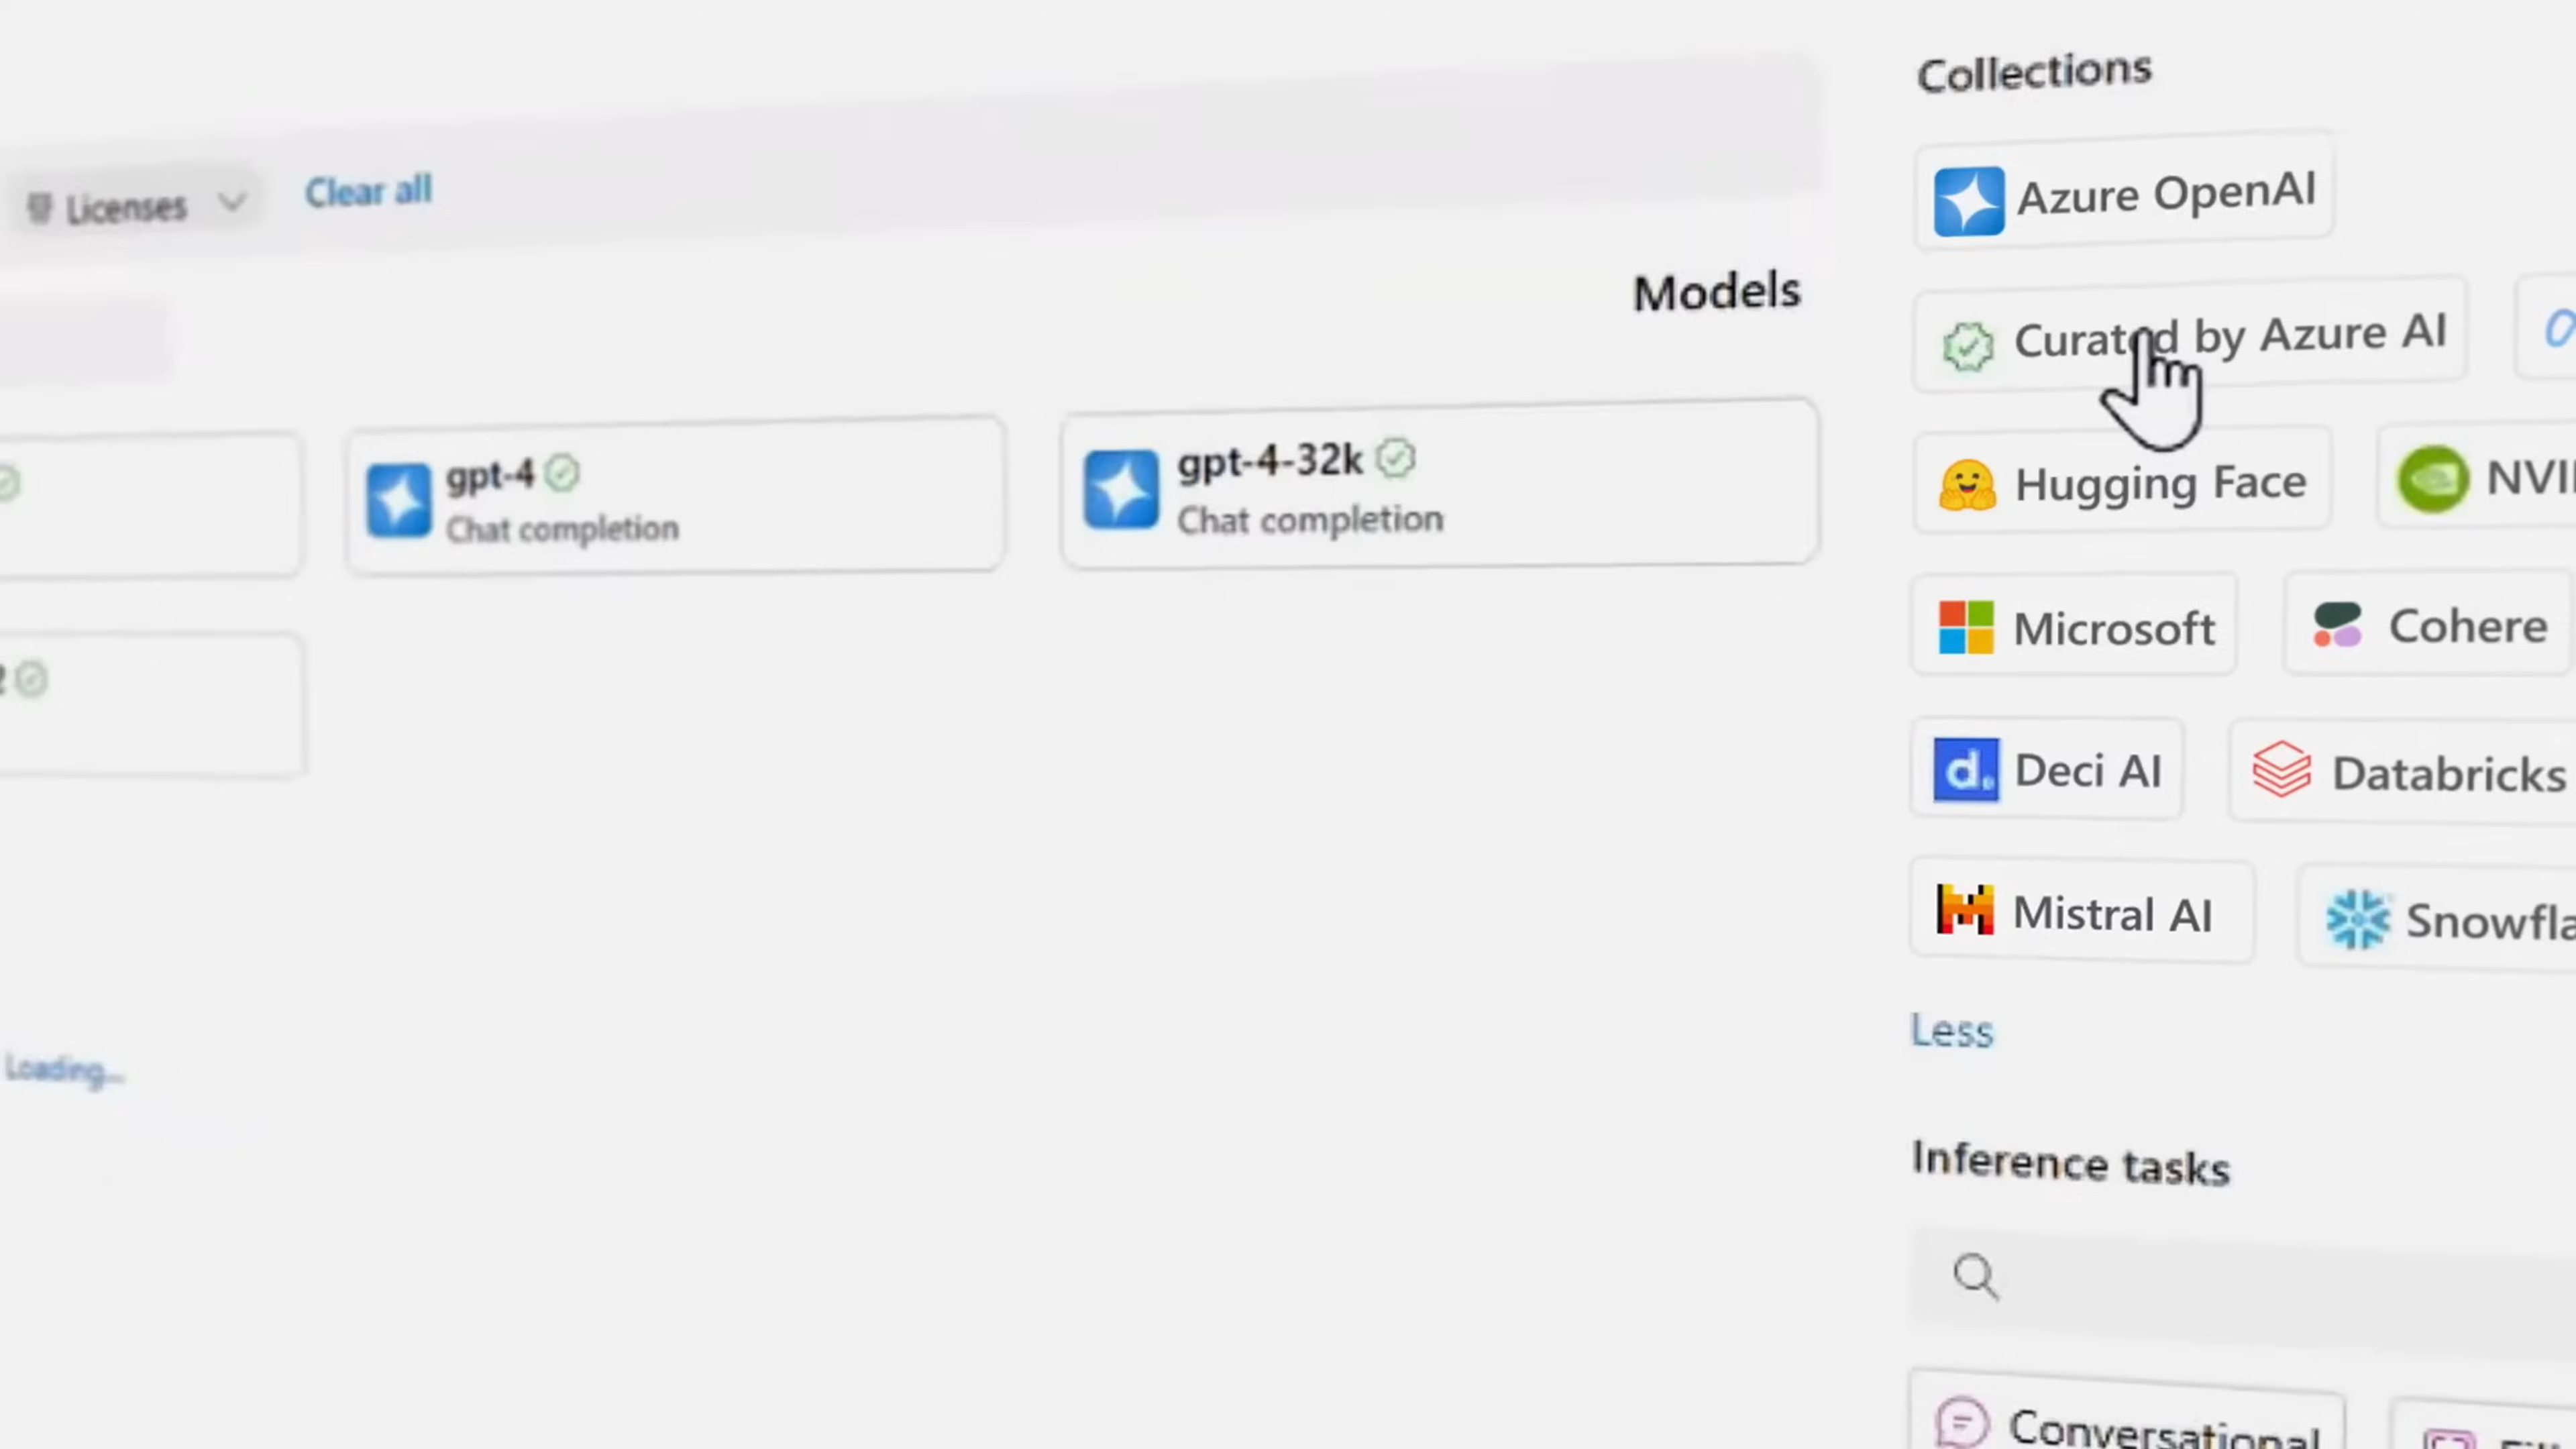 Collections
Licenses Clear all
Azure OpenAI
Models
Curated by Azure AI
gpt-4
Chat completion
gpt-4-32k
Chat completion
Hugging Face
Microsoft
Cohere
Deci AI
Databricks
Mistral AI
Less
Loading...
Inference tasks
Conversational